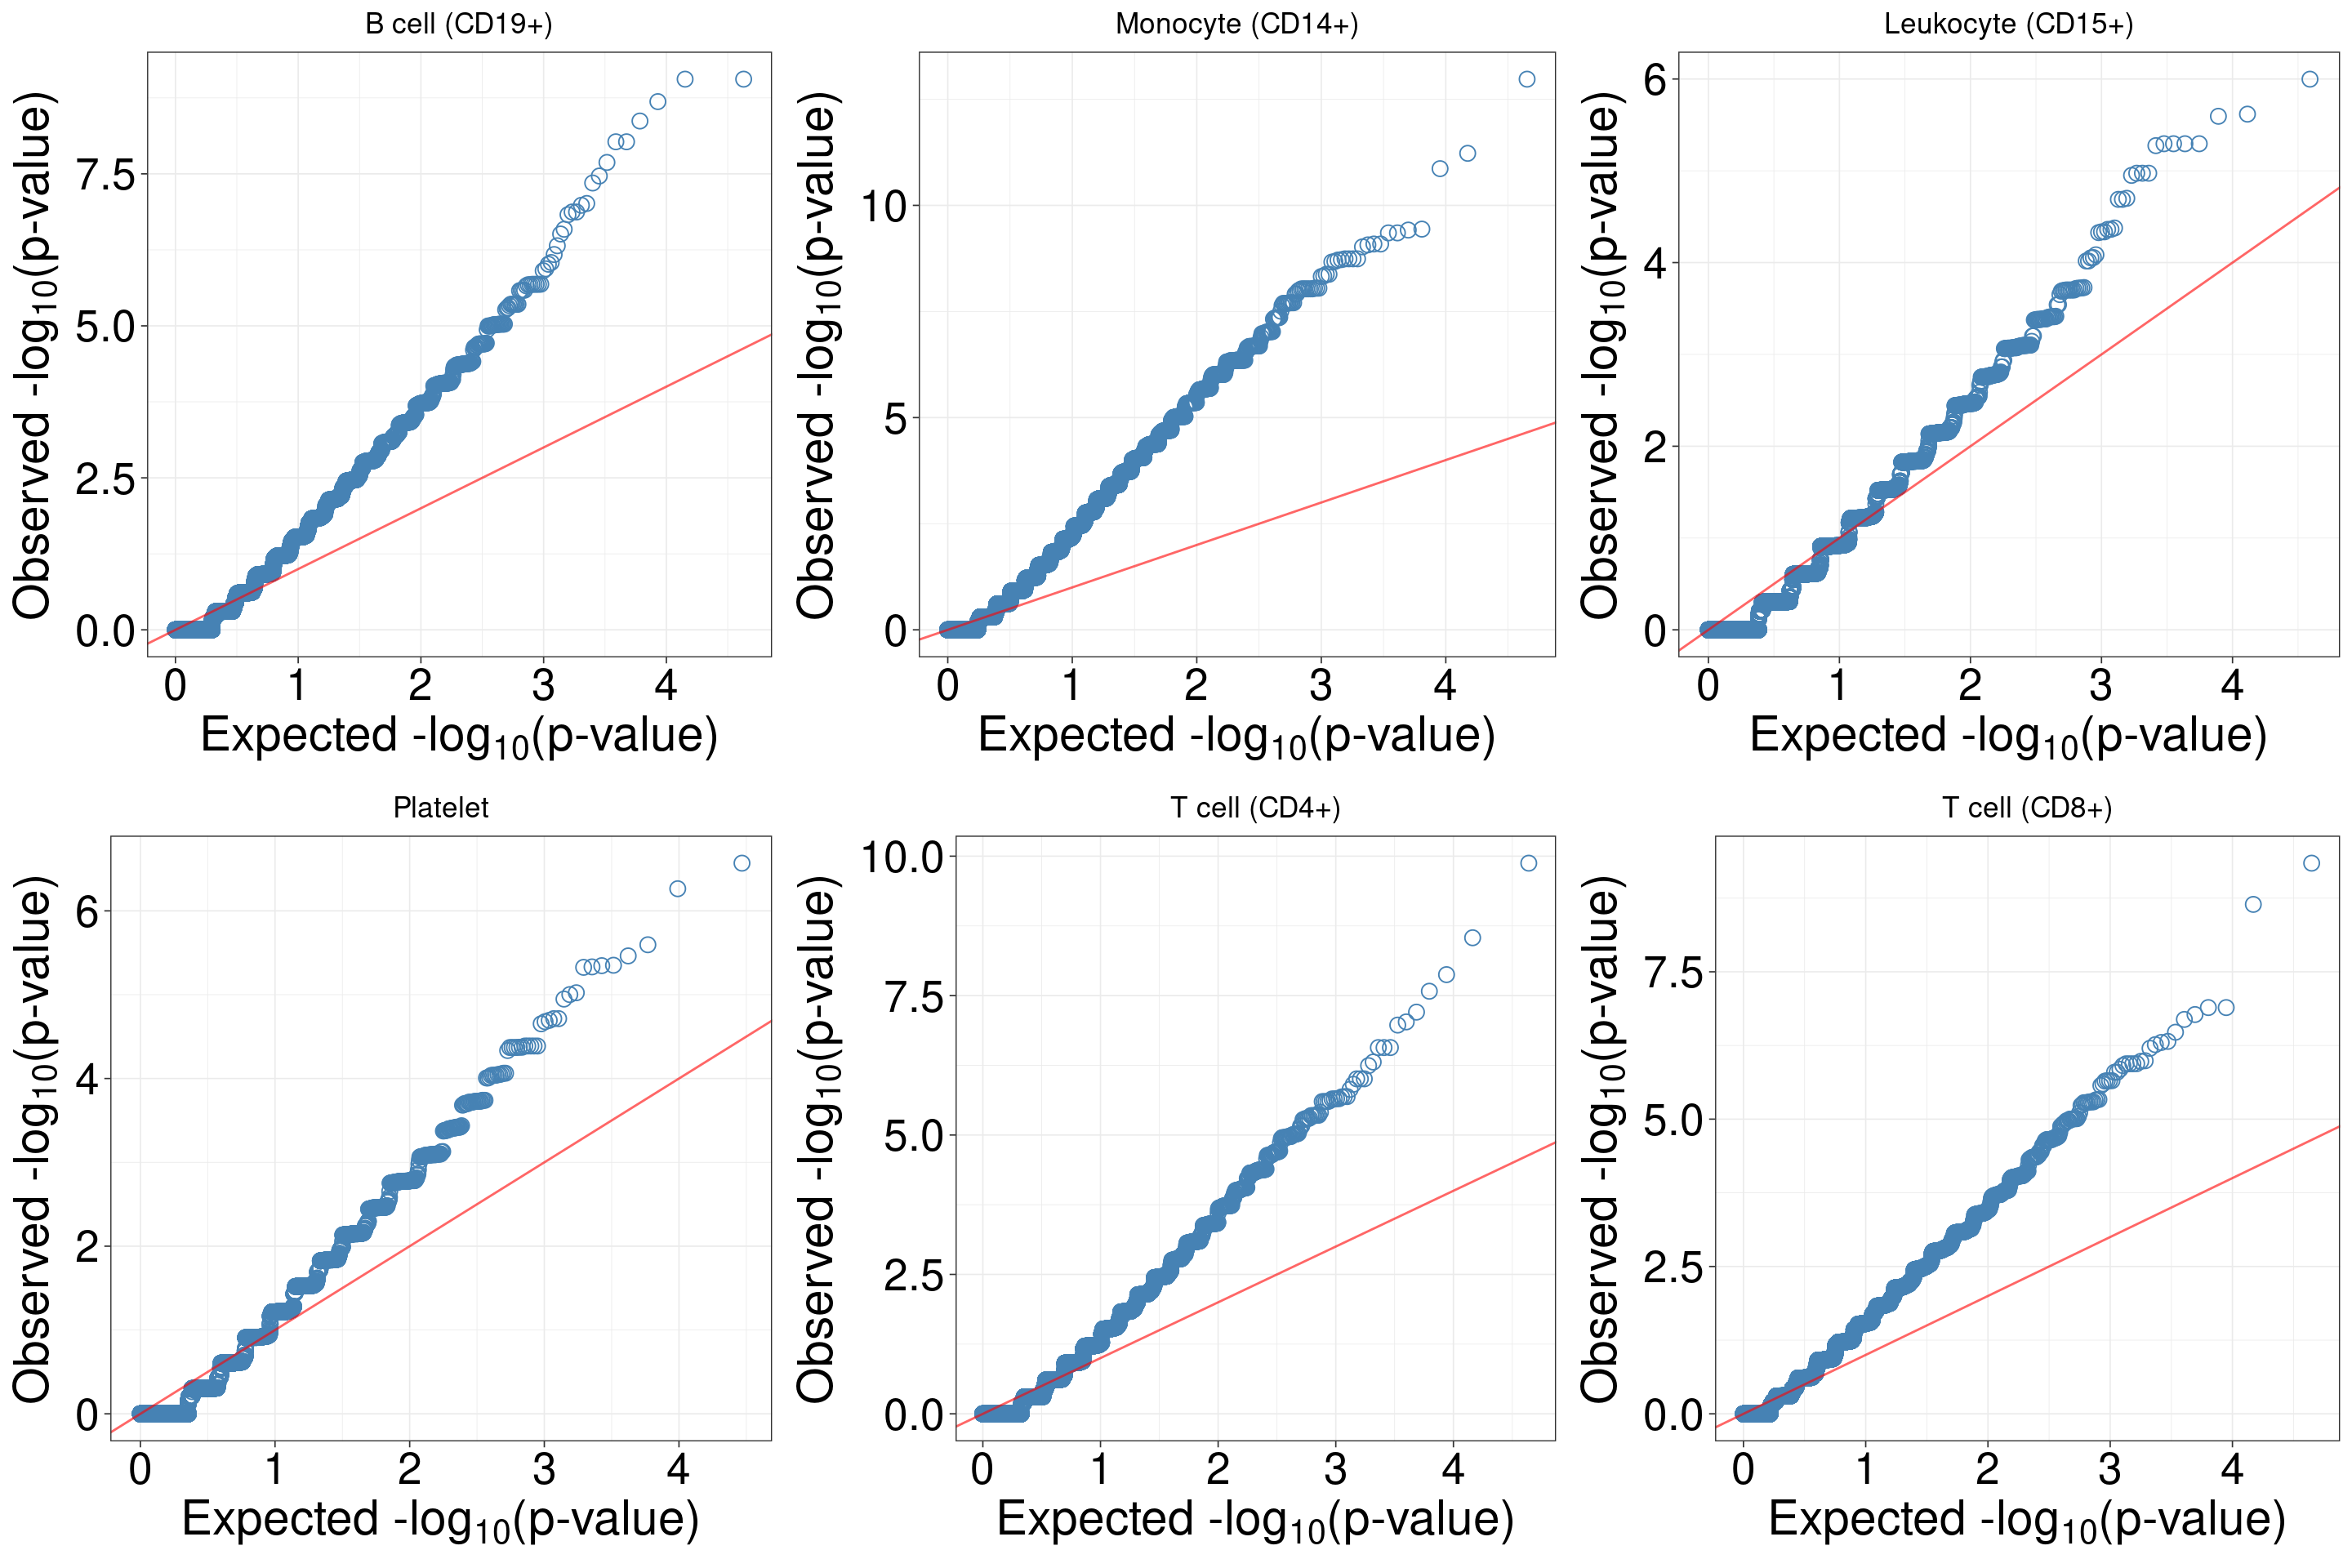 B cell (CD19+)
Observed -log10(p-value)
7.5
5.0
2.5
0.0
0 1 2 3 4
Expected -log10(p-value)
Monocyte (CD14+)
Observed -log10(p-value)
10
5
0
0 1 2 3 4
Expected -log10(p-value)
Leukocyte (CD15+)
Observed -log10(p-value)
6
4
2
0
0 1 2 3 4
Expected -log10(p-value)
Platelet
Observed -log10(p-value)
6
4
2
0
0 1 2 3 4
Expected -log10(p-value)
T cell (CD4+)
Observed -log10(p-value)
10.0
7.5
5.0
2.5
0.0
0 1 2 3 4
Expected -log10(p-value)
T cell (CD8+)
Observed -log10(p-value)
7.5
5.0
2.5
0.0
0 1 2 3 4
Expected -log10(p-value)